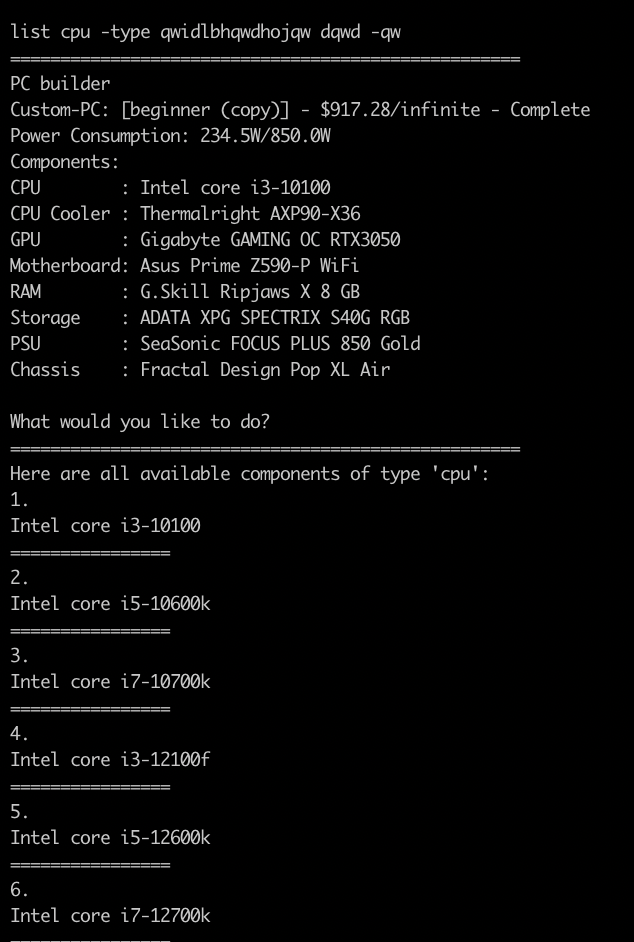 list cpu -type qwidlbhqwdhojqw dqwd -qw
===================================================
PC builder
Custom-PC: [beginner (copy)] - $917.28/infinite - Complete
Power Consumption: 234.5W/850.0W
Components:
CPU        : Intel core i3-10100
CPU Cooler : Thermalright AXP90-X36
GPU        : Gigabyte GAMING OC RTX3050
Motherboard: Asus Prime Z590-P WiFi
RAM        : G.Skill Ripjaws X 8 GB
Storage    : ADATA XPG SPECTRIX S40G RGB
PSU        : SeaSonic FOCUS PLUS 850 Gold
Chassis    : Fractal Design Pop XL Air

What would you like to do?
===================================================
Here are all available components of type 'cpu':
1.
Intel core i3-10100
================
2.
Intel core i5-10600k
================
3.
Intel core i7-10700k
================
4.
Intel core i3-12100f
================
5.
Intel core i5-12600k
================
6.
Intel core i7-12700k
================